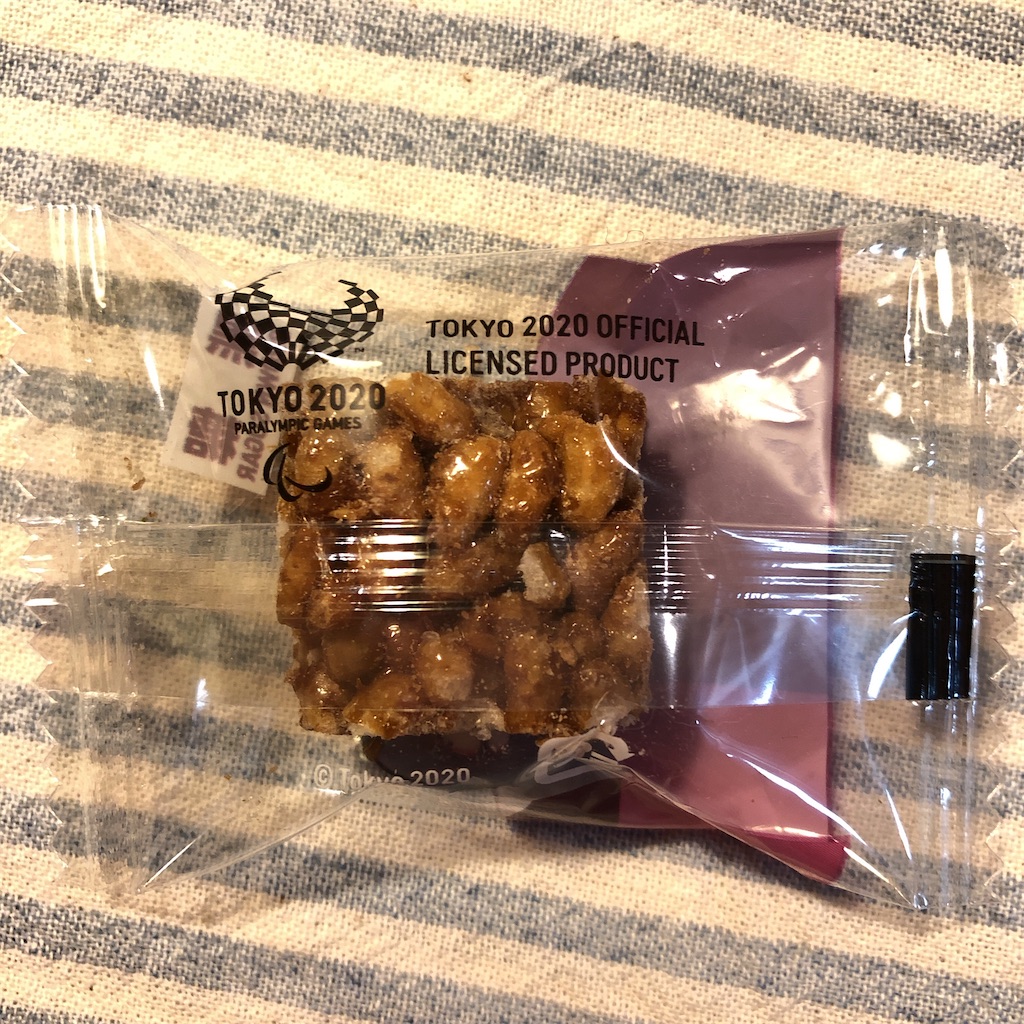 TOKYO 2020
PARALYMPIC GAMES
TOKYO 2020 OFFICIAL
LICENSED PRODUCT
© Tokyo 2020